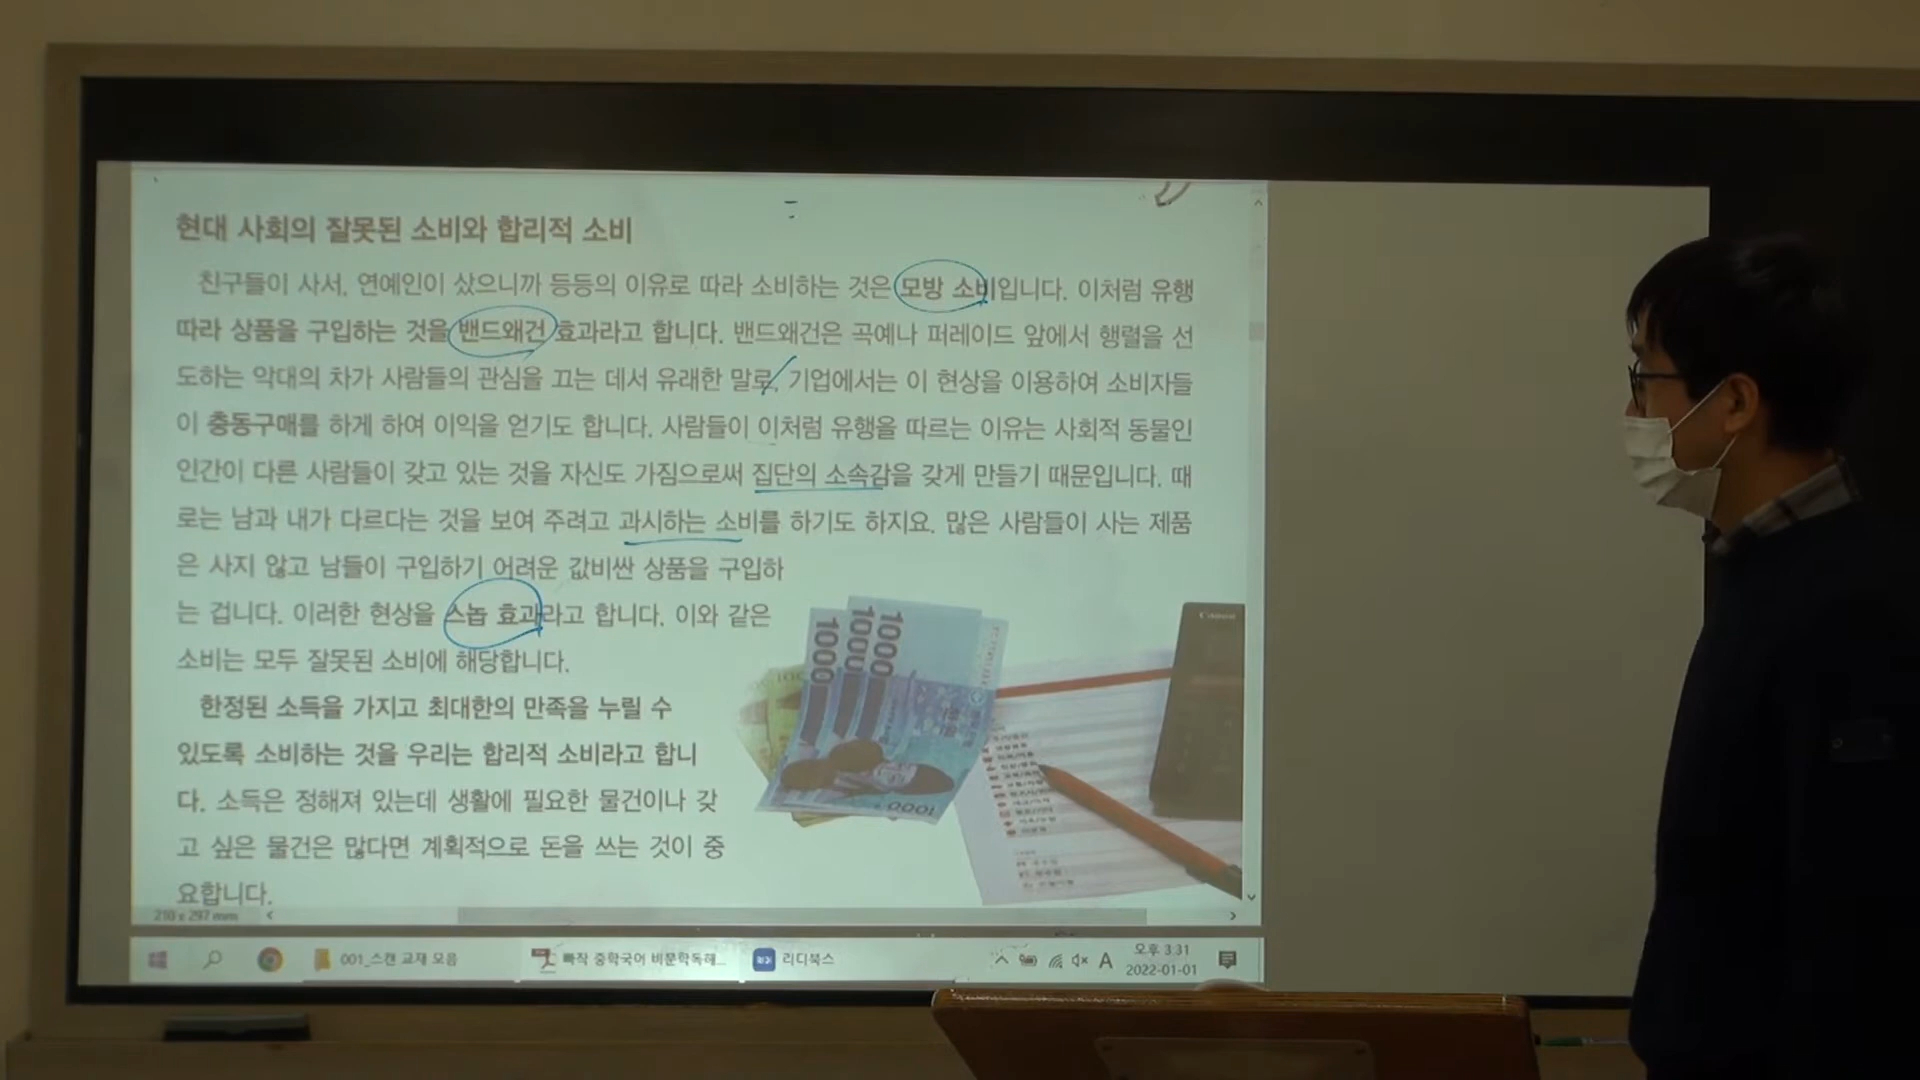 현대 사회의 잘못된 소비와 합리적 소비
친구들이 사서, 연예인이 샀으니까 등등의 이유로 따라 소비하는 것은 모방 소비입니다. 이처럼 유행
따라 상품을 구입하는 것을 밴드왜건 효과라고 합니다. 밴드왜건은 곡예나 퍼레이드 앞에서 행렬을 선
도하는 악대의 차가 사람들의 관심을 끄는 데서 유래한 말로, 기업에서는 이 현상을 이용하여 소비자들
이 충동구매를 하게 하여 이익을 얻기도 합니다. 사람들이 이처럼 유행을 따르는 이유는 사회적 동물인
인간이 다른 사람들이 갖고 있는 것을 자신도 가짐으로써 집단의 소속감을 갖게 만들기 때문입니다. 때
로는 남과 내가 다르다는 것을 보여 주려고 과시하는 소비를 하기도 하지요. 많은 사람들이 사는 제품
은 사지 않고 남들이 구입하기 어려운 값비싼 상품을 구입하
는 겁니다. 이러한 현상을 스놉 효과라고 합니다. 이와 같은
소비는 모두 잘못된 소비에 해당합니다.
한정된 소득을 가지고 최대한의 만족을 누릴 수
있도록 소비하는 것을 우리는 합리적 소비라고 합니
다. 소득은 정해져 있는데 생활에 필요한 물건이나 갖
고 싶은 물건은 많다면 계획적으로 돈을 쓰는 것이 중
요합니다.
1000
1000
1000
Canon
210 x 297 mm
001_스캔 교재 모음
빠작 중학국어 비문학독해...
리디북스
A
오후 3:31
2022-01-01